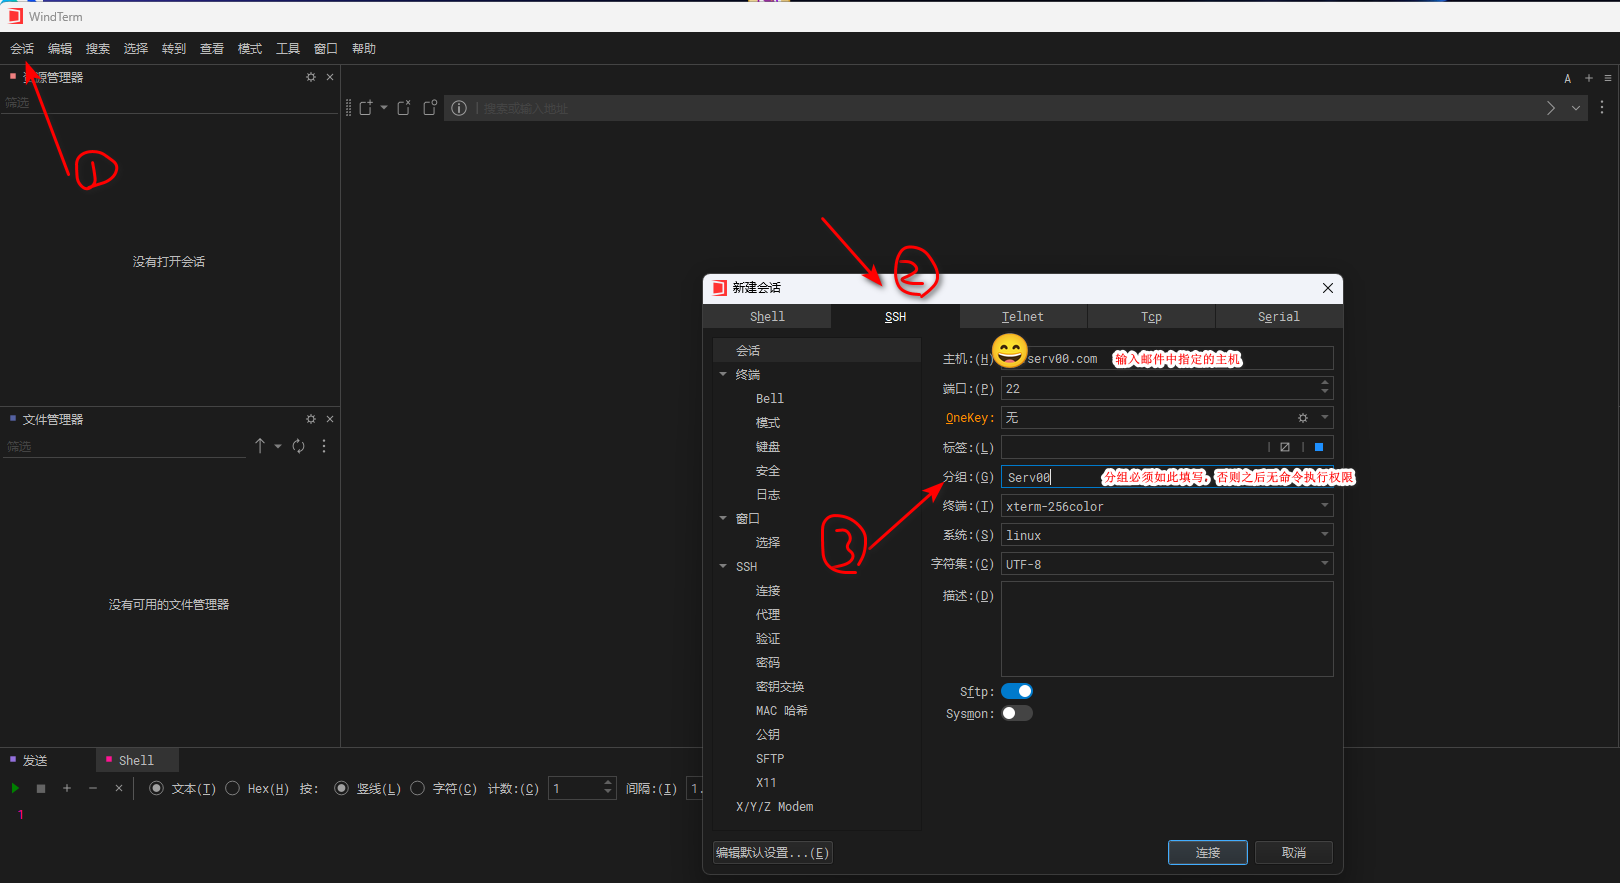 WindTerm
会话 编辑 搜索 选择 转到 查看 模式 工具 窗口 帮助
资源管理器
A
筛选
搜索或输入地址
1
没有打开会话
2
新建会话
Shell SSH Telnet Tcp Serial
会话
终端
Bell
模式
键盘
安全
日志
窗口
选择
SSH
连接
代理
验证
密码
密钥交换
MAC 哈希
公钥
SFTP
X11
X/Y/Z Modem
主机:(H) serv00.com 输入邮件中指定的主机
端口:(P) 22
OneKey: 无
标签:(L)
分组:(G) Serv00 分组必须如此填写,否则之后无命令执行权限
3
终端:(T) xterm-256color
系统:(S) linux
字符集:(C) UTF-8
描述:(D)
Sftp:
Sysmon:
编辑默认设置...(E) 连接 取消
文件管理器
筛选
没有可用的文件管理器
发送 Shell
文本(T) Hex(H) 按: 竖线(L) 字符(C) 计数:(C) 1 间隔:(I) 1.
1